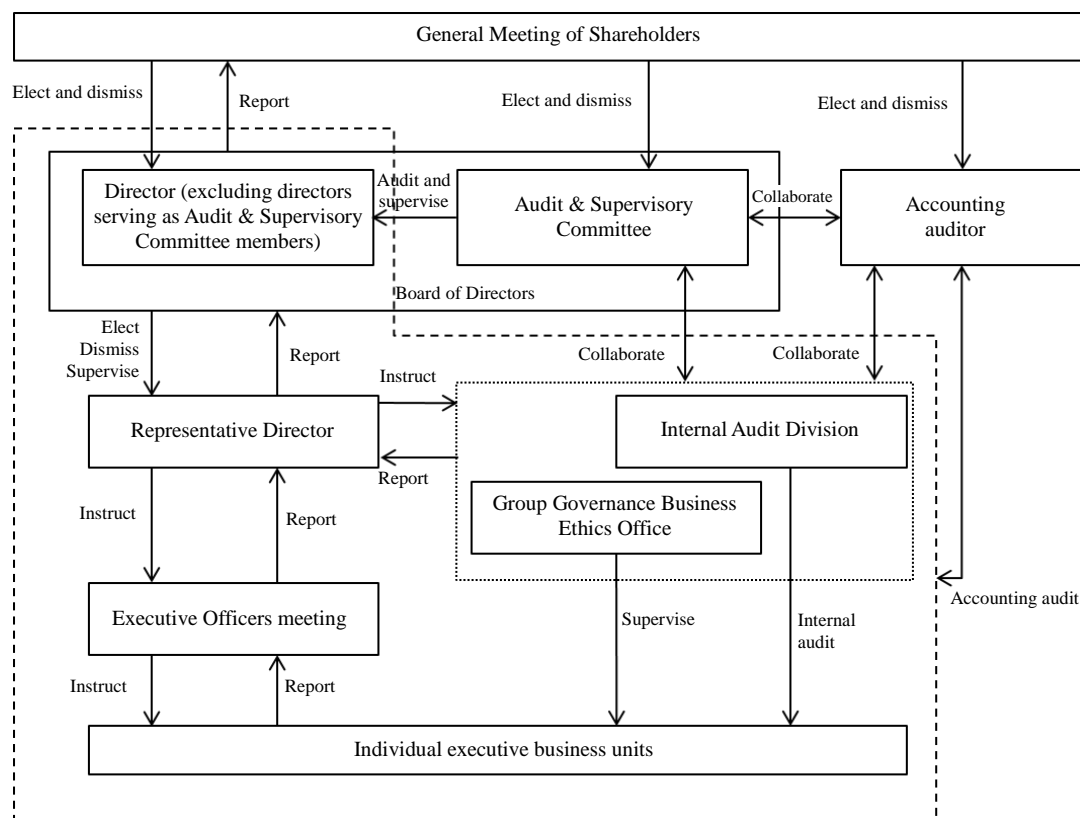 General Meeting of Shareholders
Elect and dismiss
Report
Elect and dismiss
Elect and dismiss
Director (excluding directors
serving as Audit & Supervisory
Committee members)
Audit and
supervise
Audit & Supervisory
Committee
Collaborate
Accounting
auditor
Board of Directors
Elect
Dismiss
Supervise
Report
Collaborate
Collaborate
Instruct
Representative Director
Report
Internal Audit Division
Group Governance Business
Ethics Office
Instruct
Report
Accounting audit
Executive Officers meeting
Supervise
Internal
audit
Instruct
Report
Individual executive business units